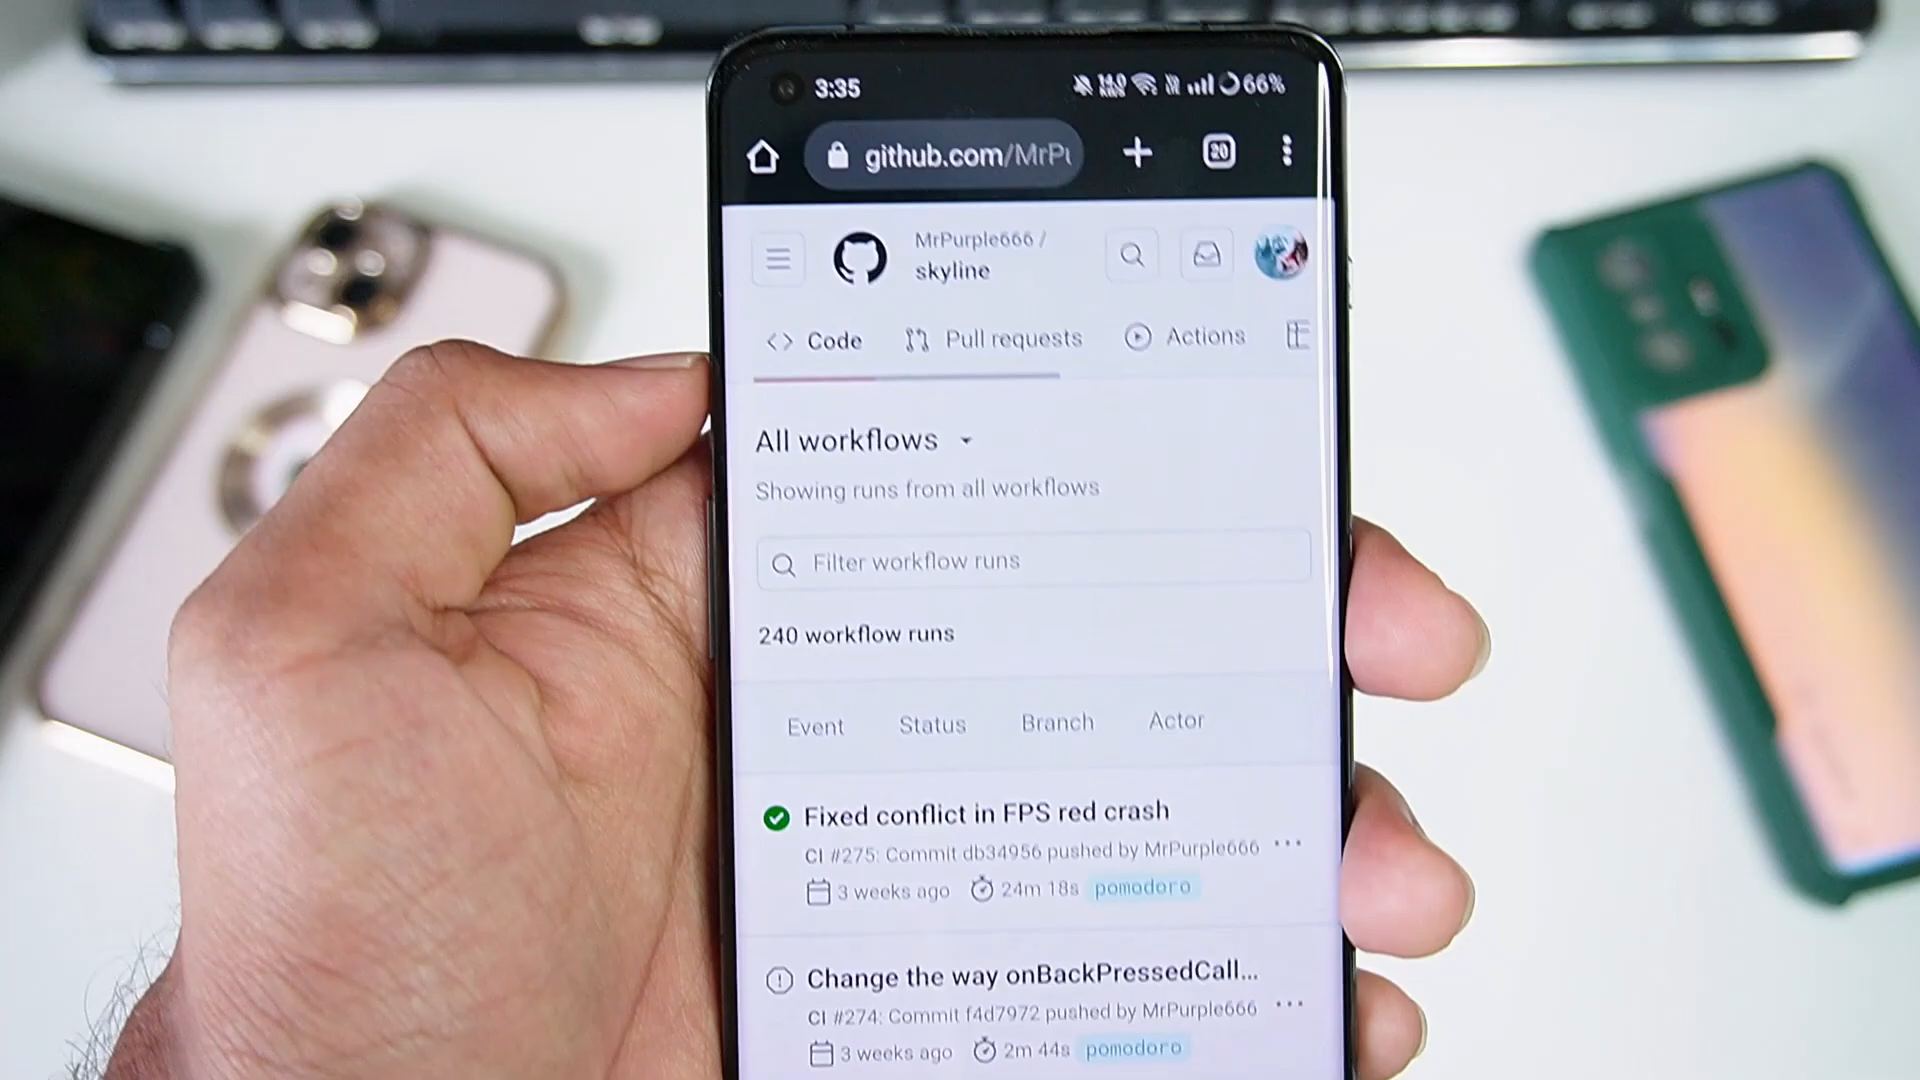 3:35
66%
github.com/MrPu
20
MrPurple666 /
skyline
Code
Pull requests
Actions
All workflows
Showing runs from all workflows
Filter workflow runs
240 workflow runs
Event
Status
Branch
Actor
Fixed conflict in FPS red crash
CI #275: Commit db34956 pushed by MrPurple666
3 weeks ago
24m 18s
pomodoro
Change the way onBackPressedCall...
CI #274: Commit f4d7972 pushed by MrPurple666
3 weeks ago
2m 44s
pomodoro